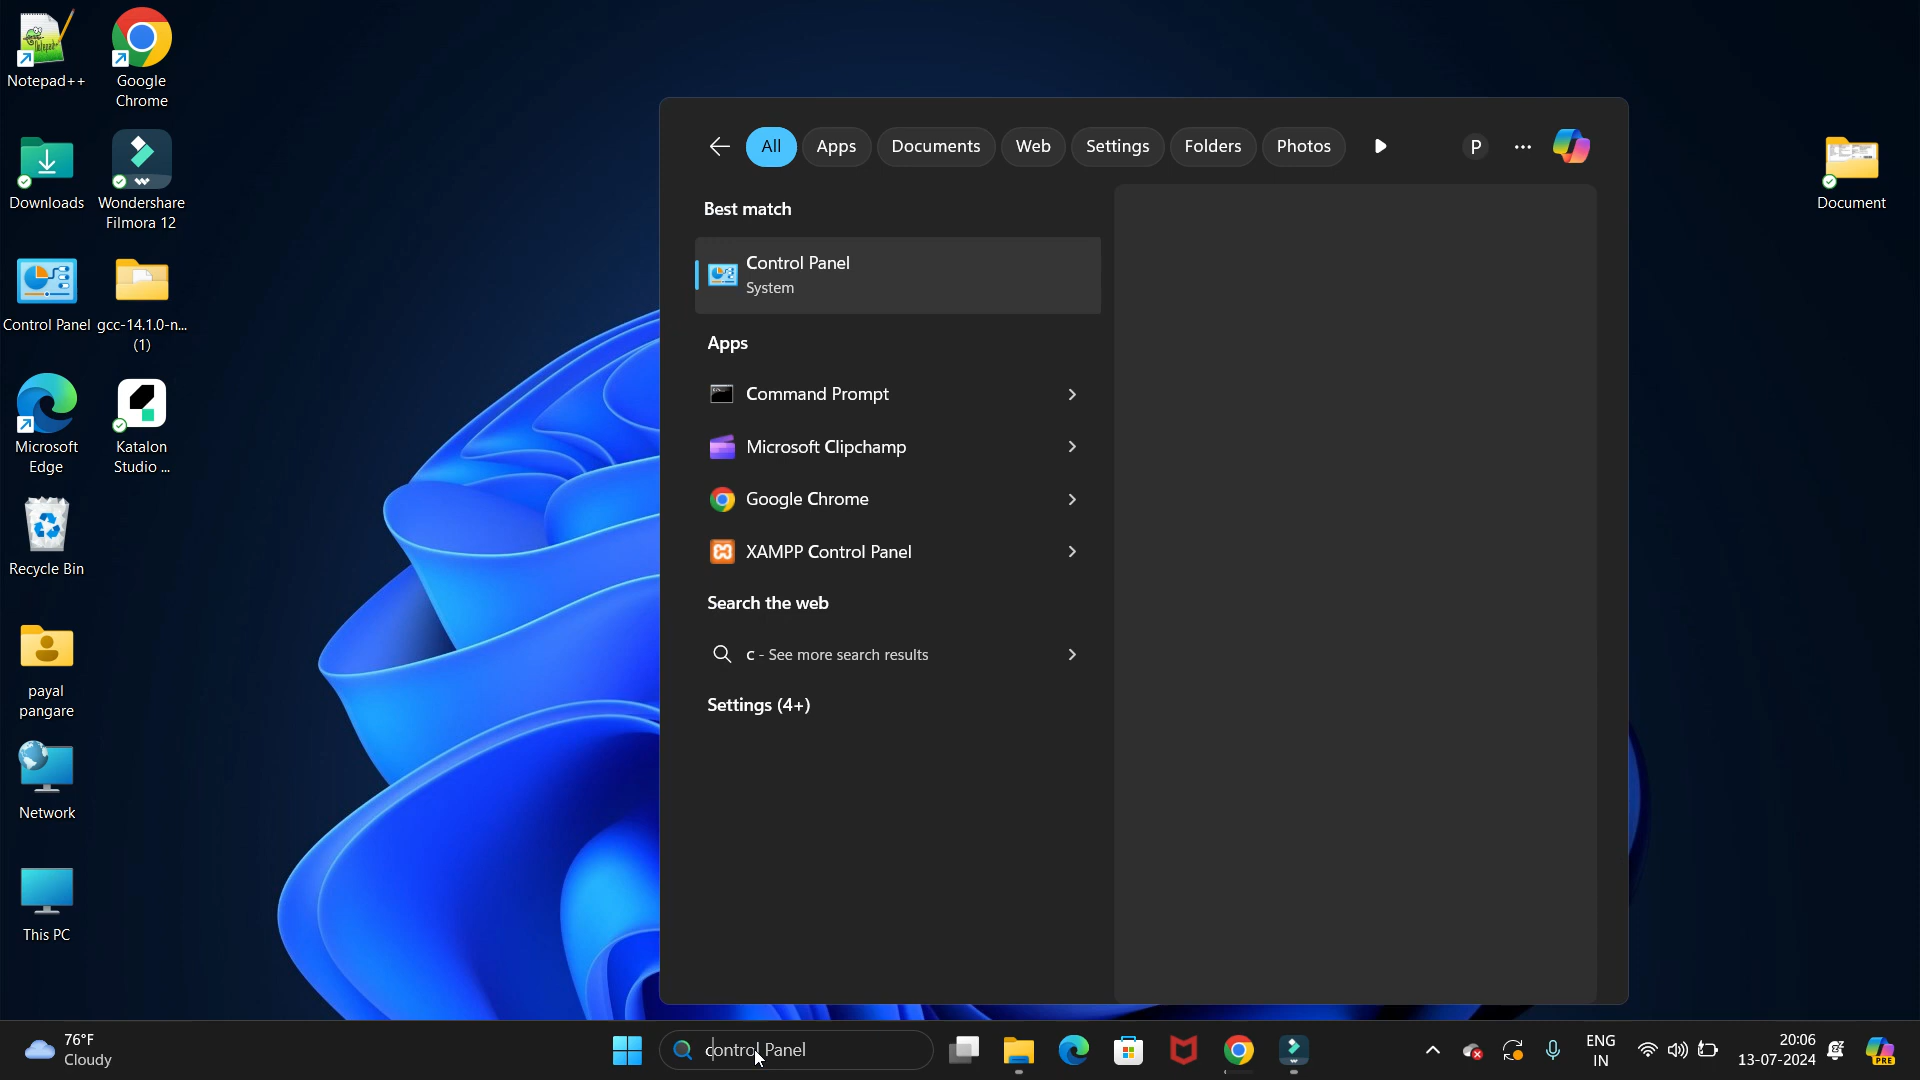 Notepad++
Google
Chrome
Downloads
Wondershare
Filmora 12
Control Panel
gcc-14.1.0-n...
(1)
Microsoft
Edge
Katalon
Studio ...
Recycle Bin
payal
pangare
Network
This PC
Document
All
Apps
Documents
Web
Settings
Folders
Photos
P
...
Best match
Control Panel
System
Apps
Command Prompt
Microsoft Clipchamp
Google Chrome
XAMPP Control Panel
Search the web
c - See more search results
Settings (4+)
76°F
Cloudy
control Panel
ENG
IN
20:06
13-07-2024
PRE